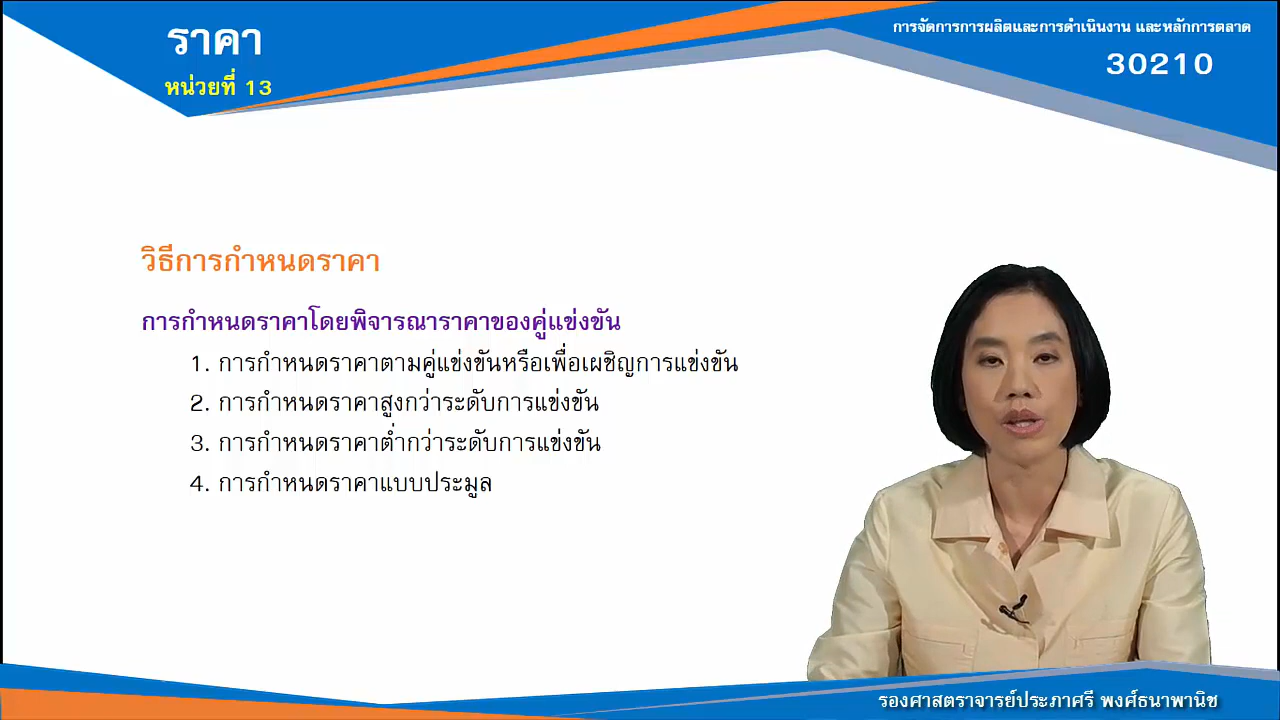 ราคา
หน่วยที่ 13
การจัดการการผลิตและการดำเนินงาน และหลักการตลาด
30210
วิธีการกำหนดราคา
การกำหนดราคาโดยพิจารณาราคาของคู่แข่งขัน
1. การกำหนดราคาตามคู่แข่งขันหรือเพื่อเผชิญการแข่งขัน
2. การกำหนดราคาสูงกว่าระดับการแข่งขัน
3. การกำหนดราคาต่ำกว่าระดับการแข่งขัน
4. การกำหนดราคาแบบประมูล
รองศาสตราจารย์ประภาศรี พงศ์ธนาพานิช